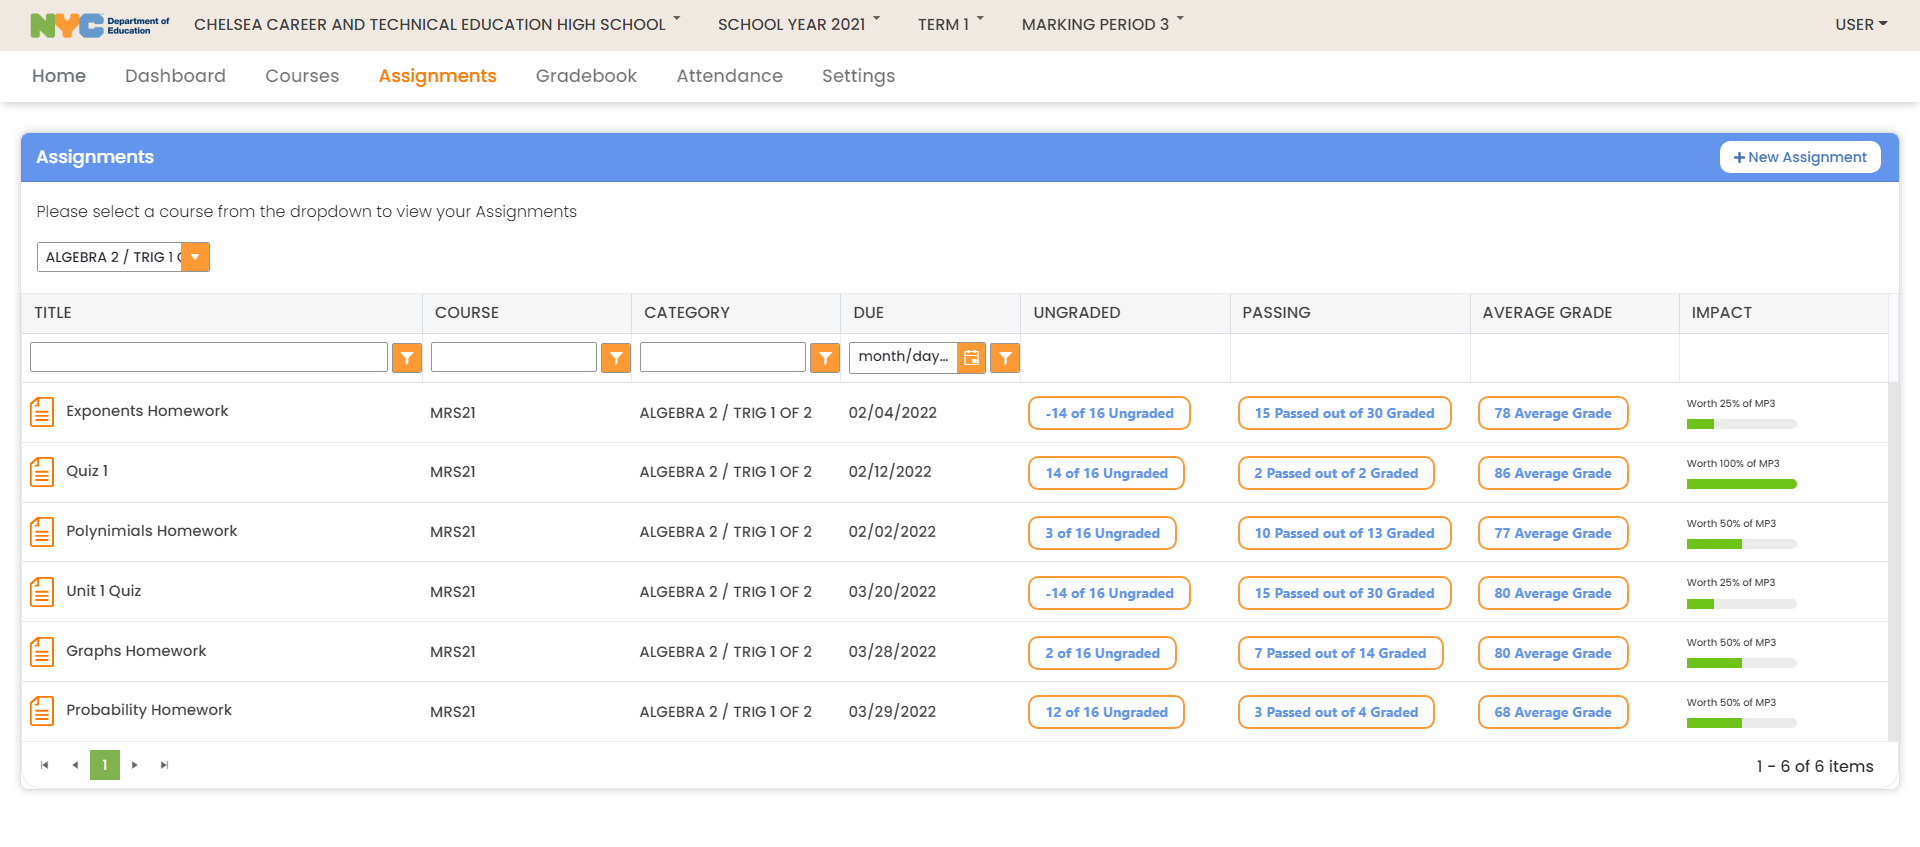 NYC Department of Education CHELSEA CAREER AND TECHNICAL EDUCATION HIGH SCHOOL SCHOOL YEAR 2021 TERM 1 MARKING PERIOD 3 USER
Home Dashboard Courses Assignments Gradebook Attendance Settings
Assignments + New Assignment
Please select a course from the dropdown to view your Assignments
ALGEBRA 2 / TRIG 1
TITLE COURSE CATEGORY DUE UNGRADED PASSING AVERAGE GRADE IMPACT
month/day...
Exponents Homework MRS21 ALGEBRA 2 / TRIG 1 OF 2 02/04/2022 -14 of 16 Ungraded 15 Passed out of 30 Graded 78 Average Grade Worth 25% of MP3
Quiz 1 MRS21 ALGEBRA 2 / TRIG 1 OF 2 02/12/2022 14 of 16 Ungraded 2 Passed out of 2 Graded 86 Average Grade Worth 100% of MP3
Polynimials Homework MRS21 ALGEBRA 2 / TRIG 1 OF 2 02/02/2022 3 of 16 Ungraded 10 Passed out of 13 Graded 77 Average Grade Worth 50% of MP3
Unit 1 Quiz MRS21 ALGEBRA 2 / TRIG 1 OF 2 03/20/2022 -14 of 16 Ungraded 15 Passed out of 30 Graded 80 Average Grade Worth 25% of MP3
Graphs Homework MRS21 ALGEBRA 2 / TRIG 1 OF 2 03/28/2022 2 of 16 Ungraded 7 Passed out of 14 Graded 80 Average Grade Worth 50% of MP3
Probability Homework MRS21 ALGEBRA 2 / TRIG 1 OF 2 03/29/2022 12 of 16 Ungraded 3 Passed out of 4 Graded 68 Average Grade Worth 50% of MP3
1 1 - 6 of 6 items